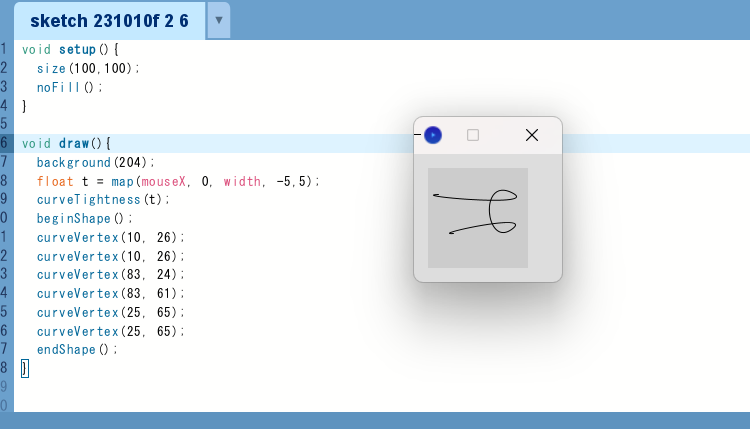 sketch 231010f 2 6 ▼
1 void setup(){
2 size(100,100);
3 noFill();
4 }
5
6 void draw(){
7 background(204);
8 float t = map(mouseX, 0, width, -5,5);
9 curveTightness(t);
0 beginShape();
1 curveVertex(10, 26);
2 curveVertex(10, 26);
3 curveVertex(83, 24);
4 curveVertex(83, 61);
5 curveVertex(25, 65);
6 curveVertex(25, 65);
7 endShape();
8 }
9
0